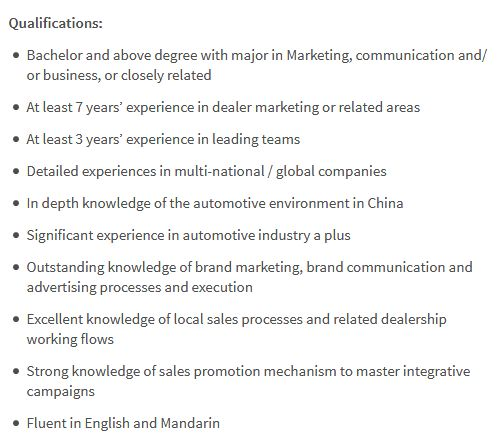 Qualifications:
• Bachelor and above degree with major in Marketing, communication and/
or business, or closely related
• At least 7 years’ experience in dealer marketing or related areas
• At least 3 years’ experience in leading teams
• Detailed experiences in multi-national / global companies
• In depth knowledge of the automotive environment in China
• Significant experience in automotive industry a plus
• Outstanding knowledge of brand marketing, brand communication and
advertising processes and execution
• Excellent knowledge of local sales processes and related dealership
working flows
• Strong knowledge of sales promotion mechanism to master integrative
campaigns
• Fluent in English and Mandarin